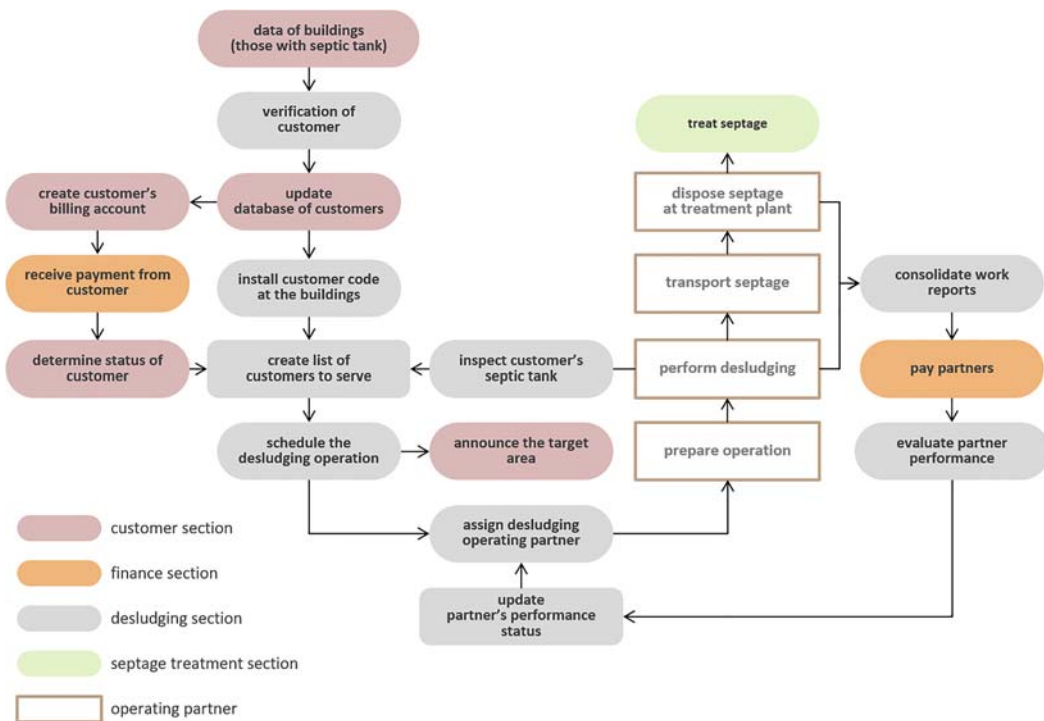 data of buildings
(those with septic tank)
verification of
customer
treat septage
create customer's
billing account
update
database of customers
dispose septage
at treatment plant
receive payment from
customer
install customer code
at the buildings
transport septage
consolidate work
reports
determine status of
customer
create list of
customers to serve
inspect customer's
septic tank
perform desludging
pay partners
schedule the
desludging operation
announce the target
area
prepare operation
evaluate partner
performance
assign desludging
operating partner
update
partner's performance
status
customer section
finance section
desludging section
septage treatment section
operating partner